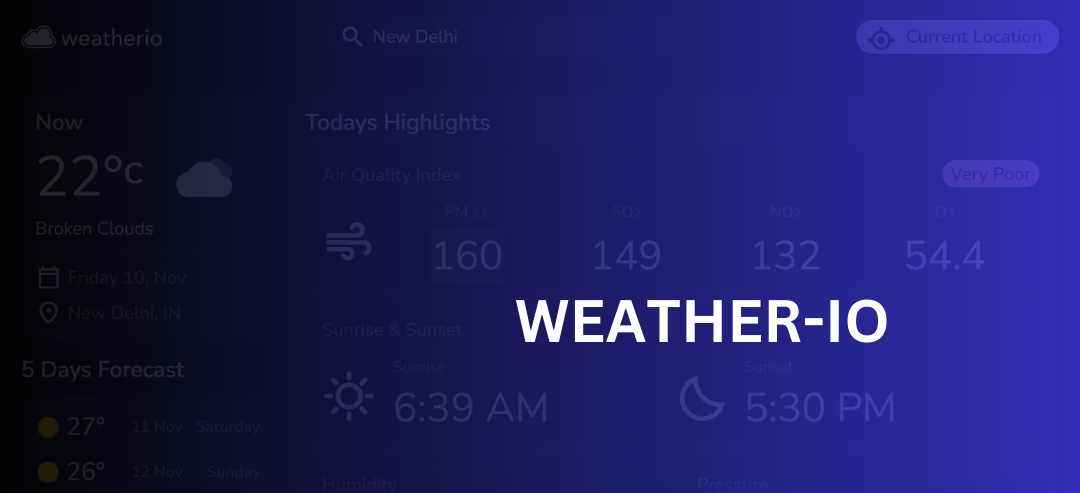 weatherio
New Delhi
Current Location
Now
22°c
Broken Clouds
Friday 10, Nov
New Delhi, IN
5 Days Forecast
27° 11 Nov Saturday
26° 12 Nov Sunday
Todays Highlights
Air Quality Index
Very Poor
PM 2.5 SO2 NO2 O3
160 149 132 54.4
WEATHER-IO
Sunrise & Sunset
Sunrise Sunset
6:39 AM 5:30 PM
Humidity Pressure